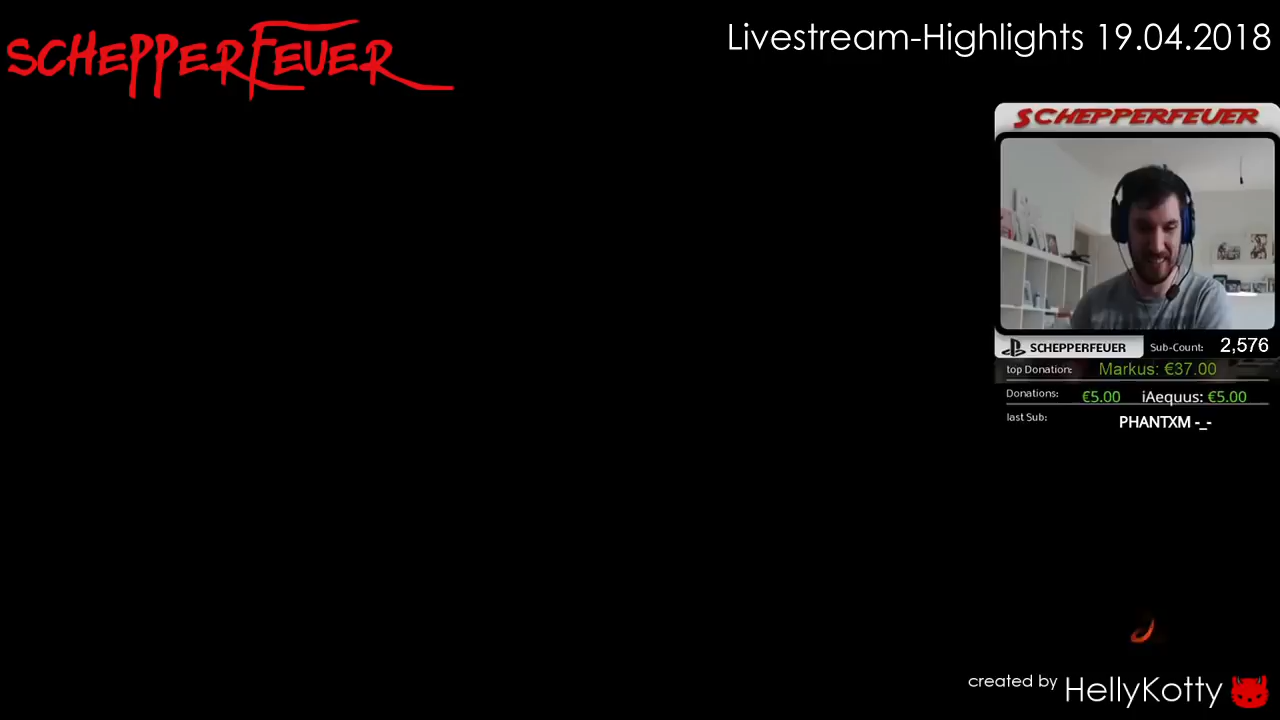 SCHEPPERFEUER
Livestream-Highlights 19.04.2018
SCHEPPERFEUER
SCHEPPERFEUER
Sub-Count: 2,576
top Donation: Markus: €37.00
Donations: €5.00 iAequus: €5.00
last Sub: PHANTXM -_-
created by HellyKotty